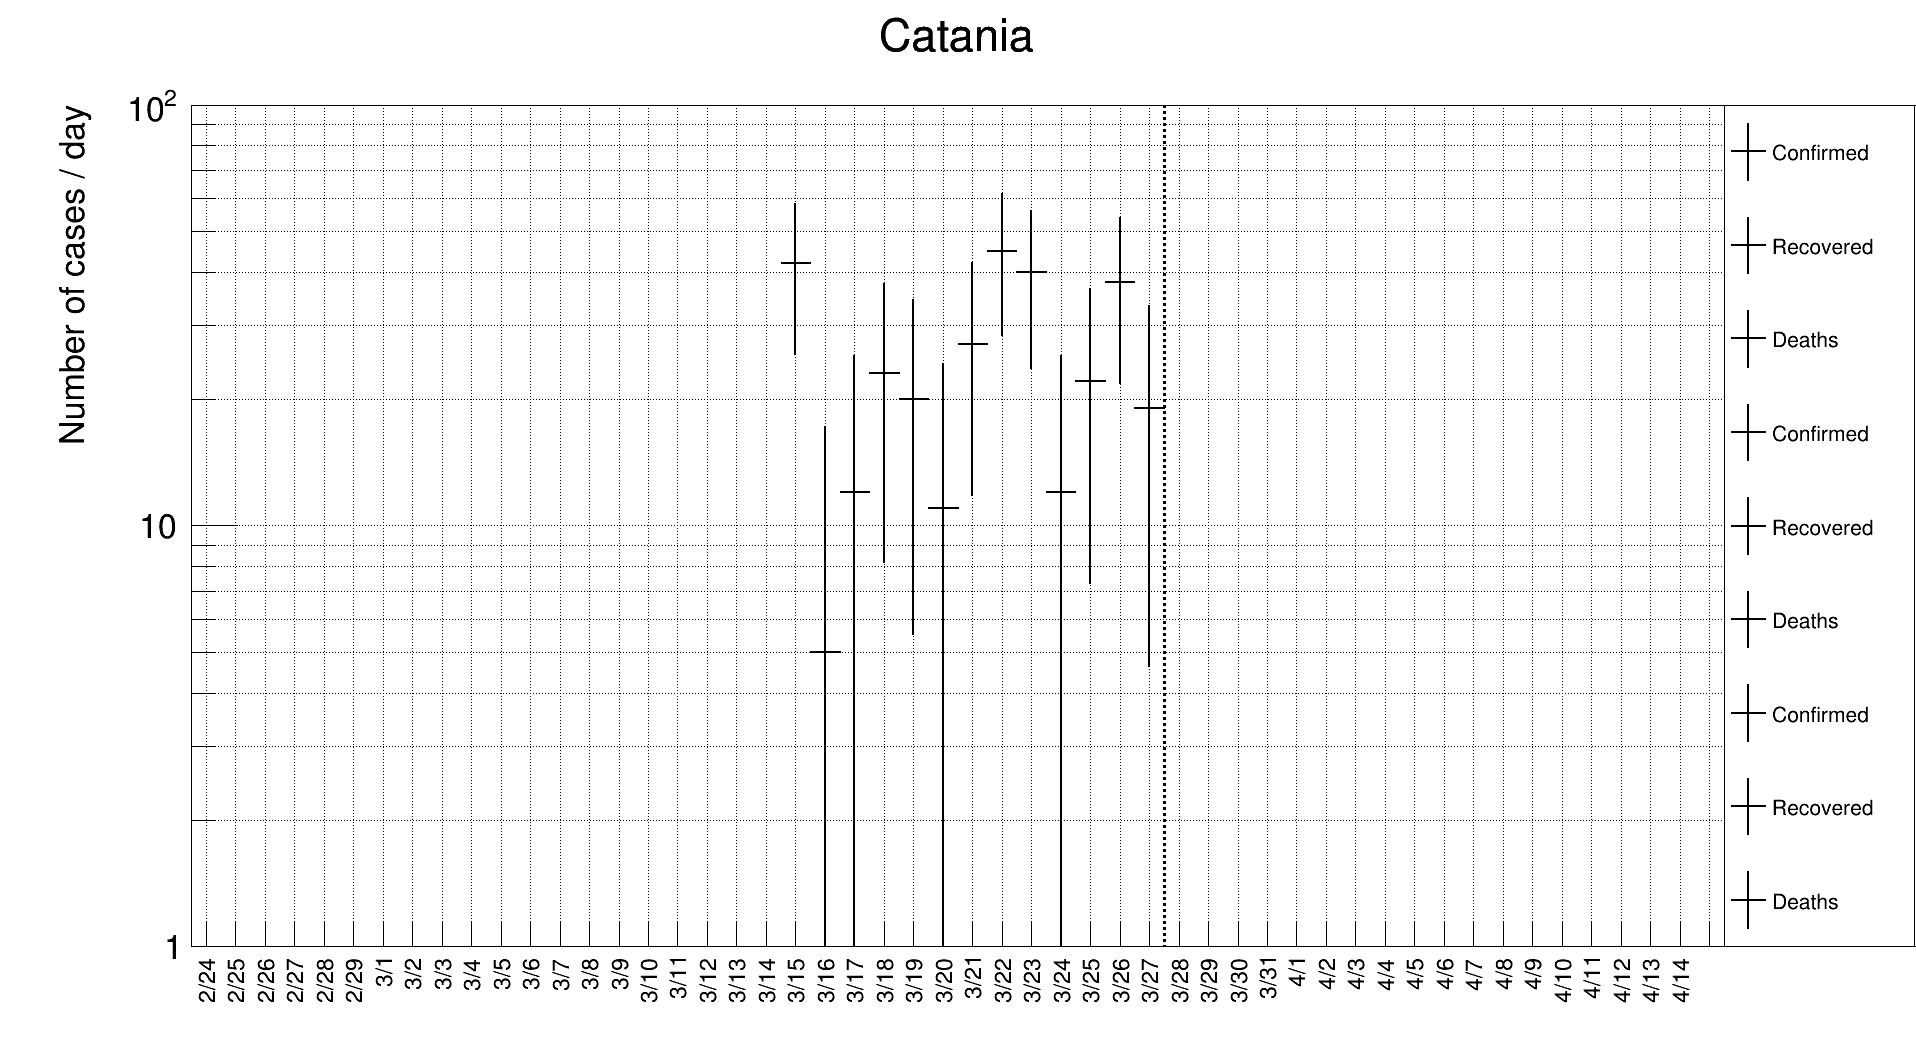 Catania
Number of cases / day
10²
10
1
2/24 2/25 2/26 2/27 2/28 2/29 3/1 3/2 3/3 3/4 3/5 3/6 3/7 3/8 3/9 3/10 3/11 3/12 3/13 3/14 3/15 3/16 3/17 3/18 3/19 3/20 3/21 3/22 3/23 3/24 3/25 3/26 3/27 3/28 3/29 3/30 3/31 4/1 4/2 4/3 4/4 4/5 4/6 4/7 4/8 4/9 4/10 4/11 4/12 4/13 4/14
Confirmed
Recovered
Deaths
Confirmed
Recovered
Deaths
Confirmed
Recovered
Deaths